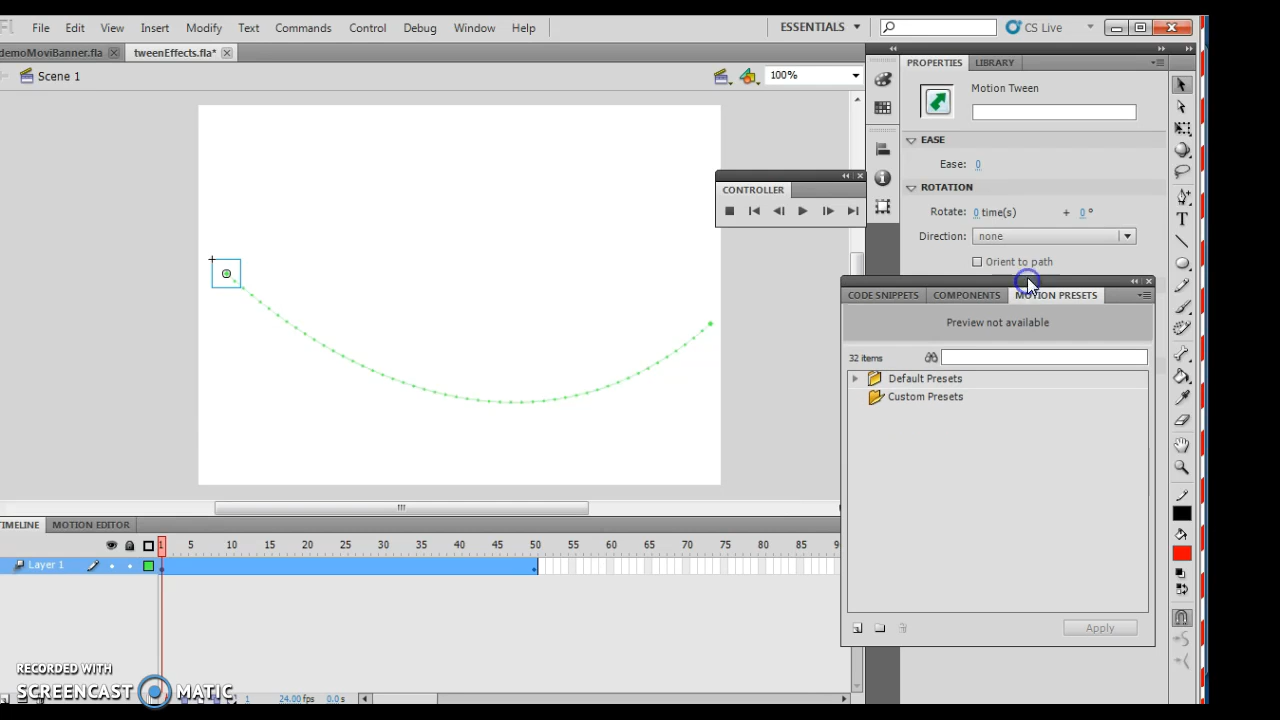 Fl File Edit View Insert Modify Text Commands Control Debug Window Help ESSENTIALS CS Live
demoMoviBanner.fla tweenEffects.fla*
Scene 1 100%
PROPERTIES LIBRARY
Motion Tween
EASE
Ease: 0
ROTATION
Rotate: 0 time(s) + 0 °
Direction: none
Orient to path
CONTROLLER
CODE SNIPPETS COMPONENTS MOTION PRESETS
Preview not available
32 items
Default Presets
Custom Presets
Apply
TIMELINE MOTION EDITOR
1 5 10 15 20 25 30 35 40 45 50 55 60 65 70 75 80 85 9
Layer 1
1 24.00 fps 0.0 s
RECORDED WITH
SCREENCAST MATIC